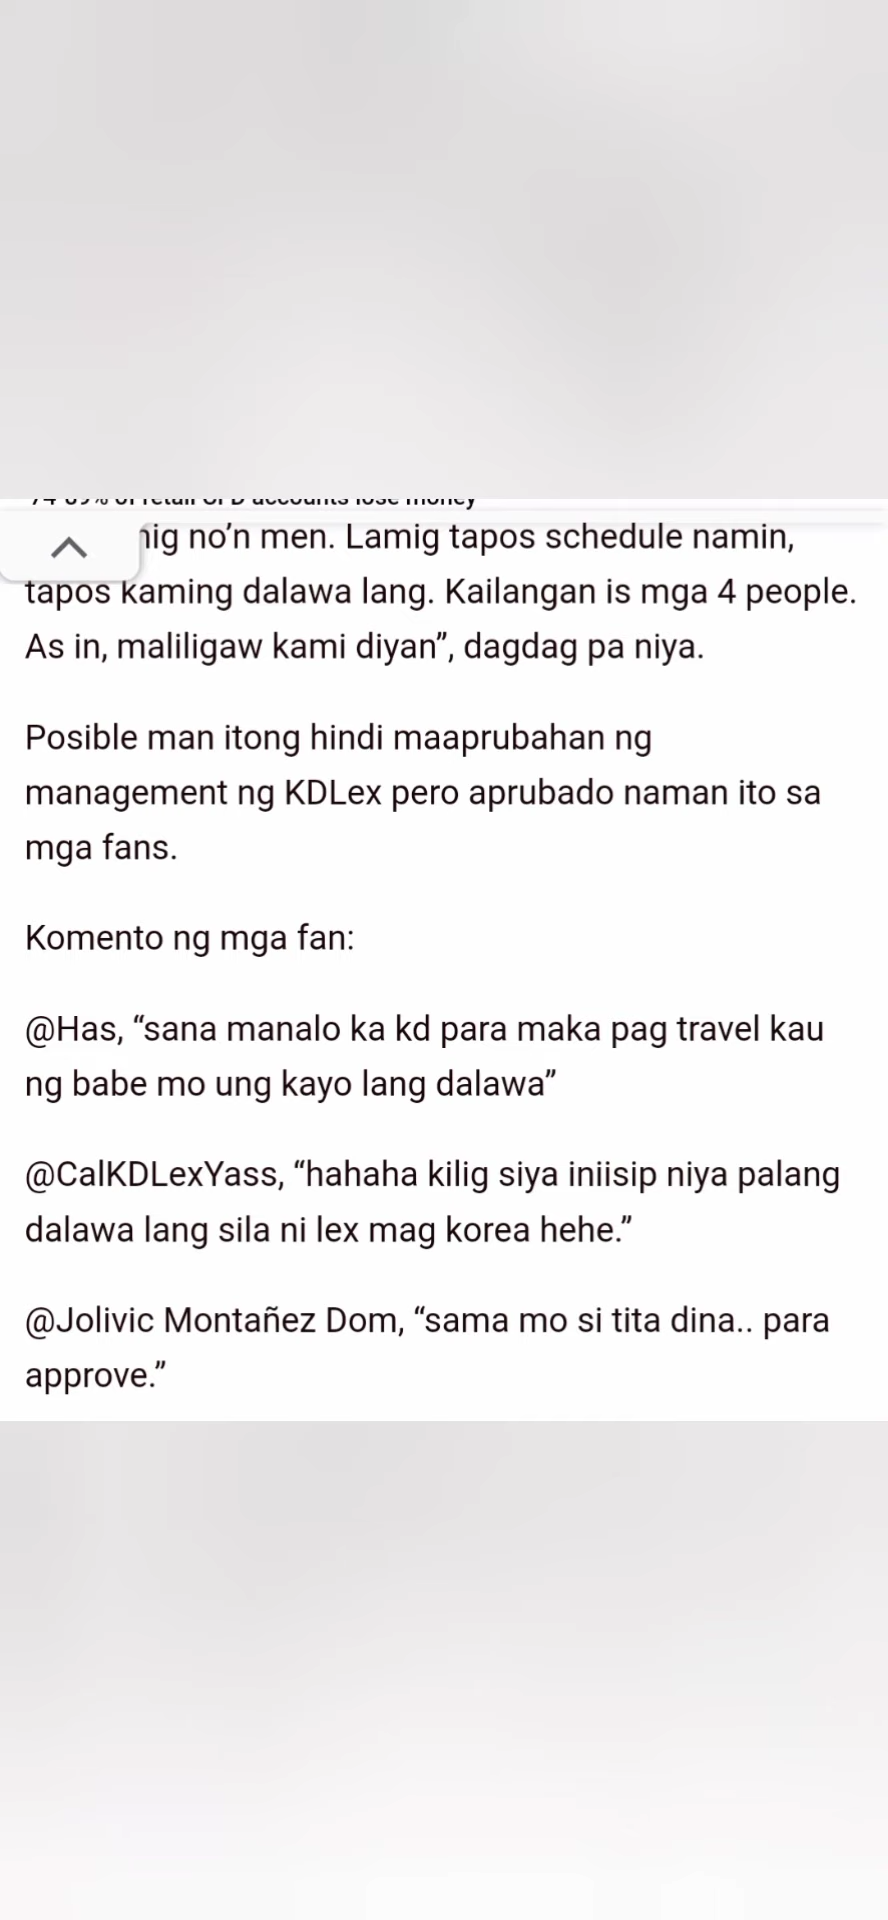 no'n men. Lamig tapos schedule namin,
tapos kaming dalawa lang. Kailangan is mga 4 people.
As in, maliligaw kami diyan”, dagdag pa niya.
Posible man itong hindi maaprubahan ng
management ng KDLex pero aprubado naman ito sa
mga fans.
Komento ng mga fan:
@Has, “sana manalo ka kd para maka pag travel kau
ng babe mo ung kayo lang dalawa”
@CalKDLexYass, “hahaha kilig siya iniisip niya palang
dalawa lang sila ni lex mag korea hehe.”
@Jolivic Montañez Dom, “sama mo si tita dina.. para
approve.”